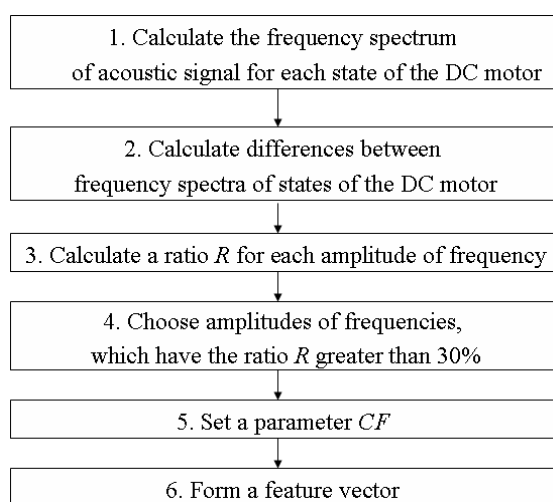 1. Calculate the frequency spectrum
of acoustic signal for each state of the DC motor
2. Calculate differences between
frequency spectra of states of the DC motor
3. Calculate a ratio R for each amplitude of frequency
4. Choose amplitudes of frequencies,
which have the ratio R greater than 30%
5. Set a parameter CF
6. Form a feature vector